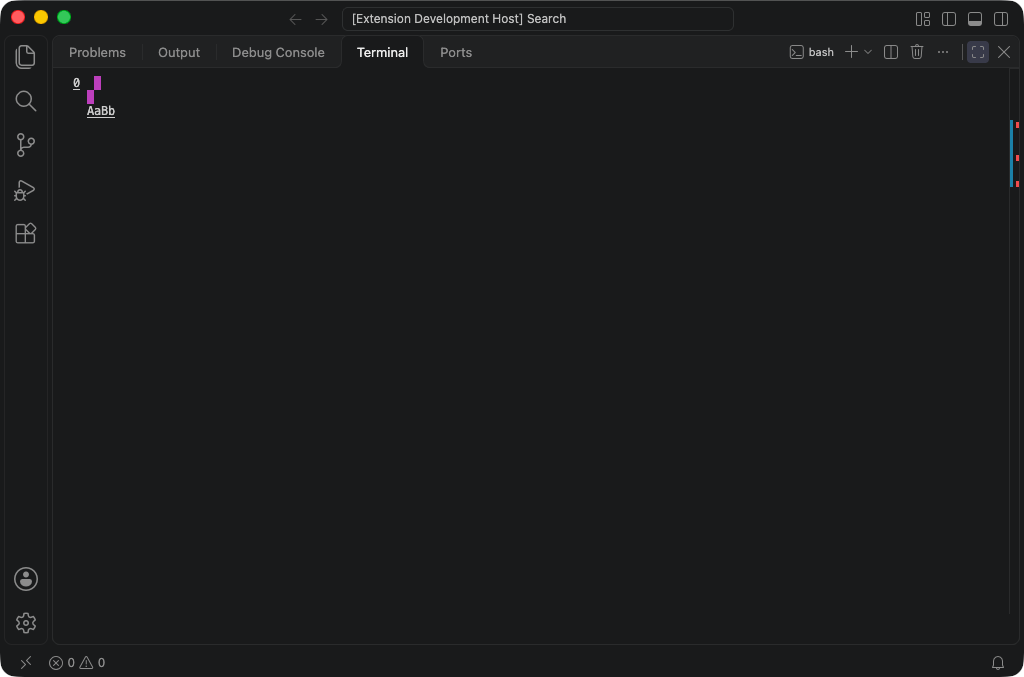 [Extension Development Host] Search
Problems Output Debug Console Terminal Ports bash
0
AaBb
0 0